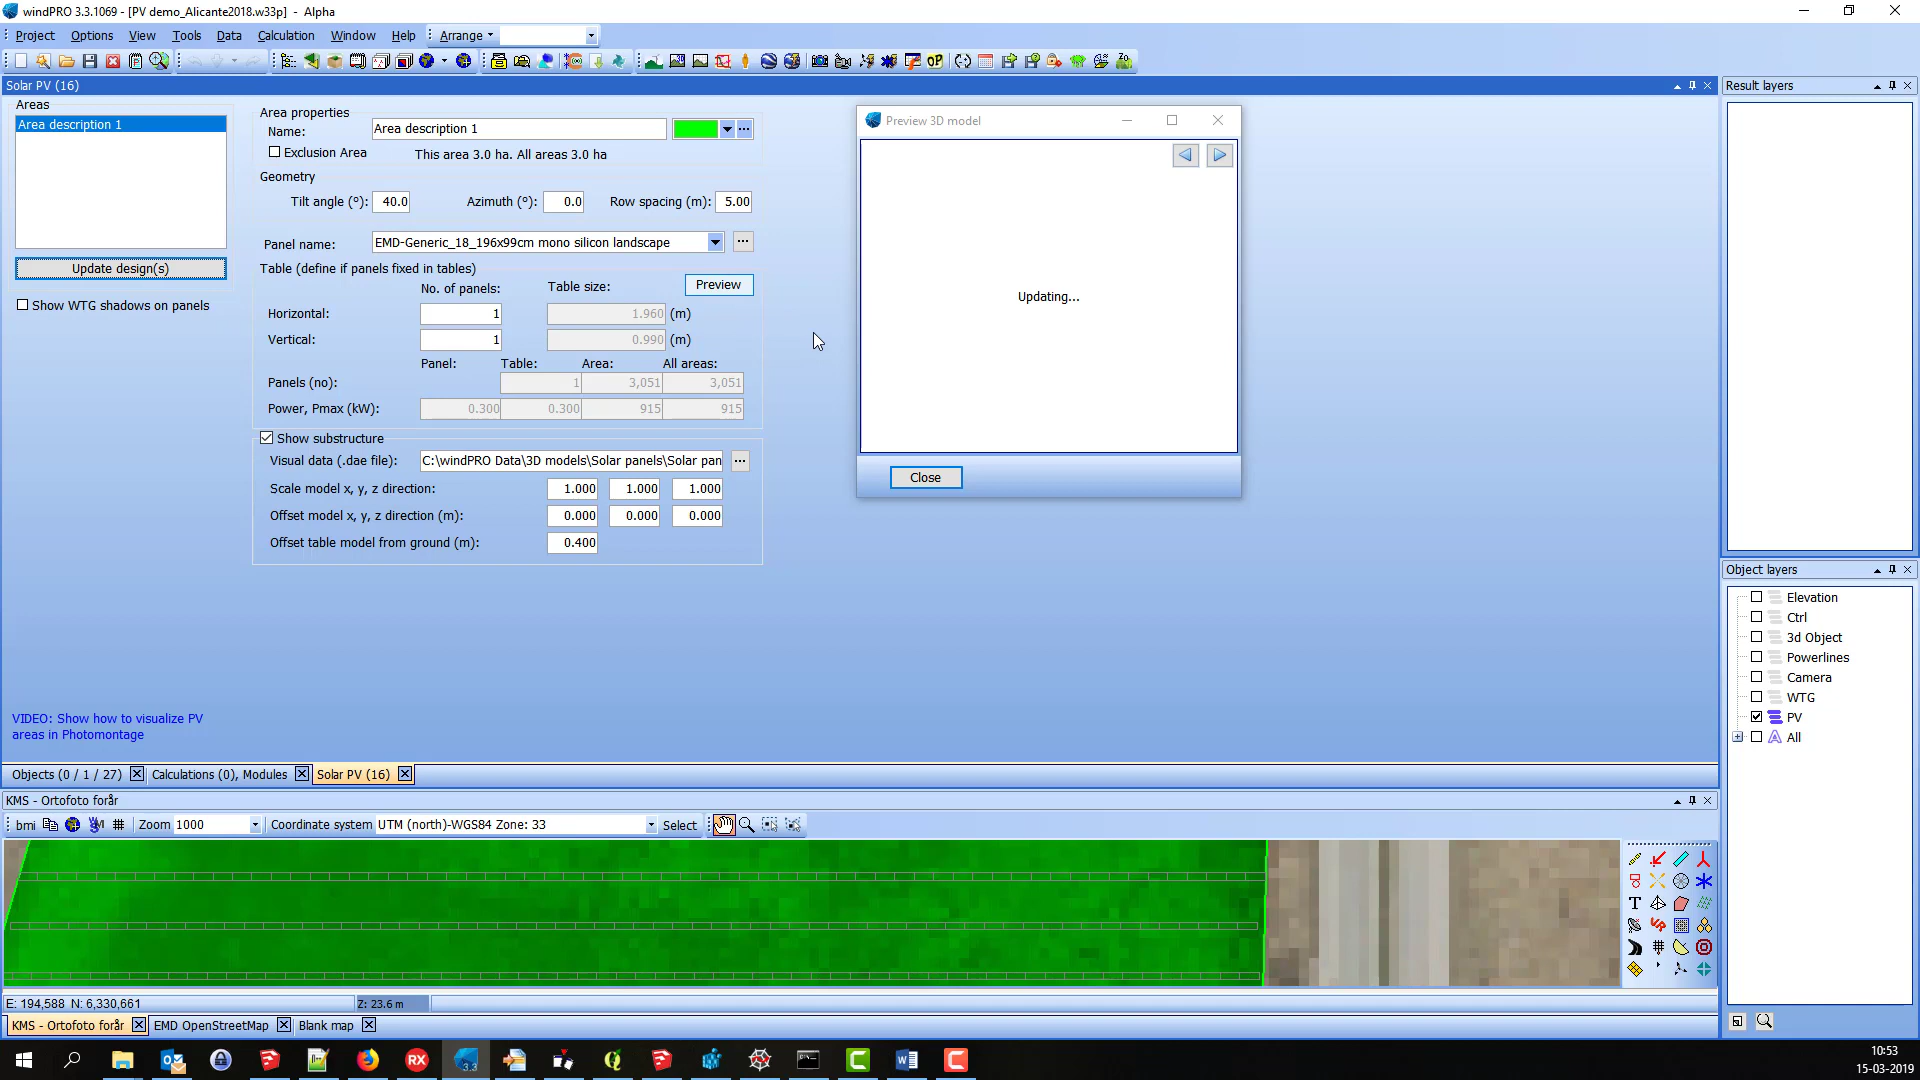 windPRO 3.3.1069 - [PV demo_Alicante2018.w33p] - Alpha
Project Options View Tools Data Calculation Window Help Arrange
Solar PV (16)
Areas
Area description 1
Update design(s)
Show WTG shadows on panels
VIDEO: Show how to visualize PV
areas in Photomontage
Area properties
Name: Area description 1
Exclusion Area This area 3.0 ha. All areas 3.0 ha
Geometry
Tilt angle (º): 40.0 Azimuth (º): 0.0 Row spacing (m): 5.00
Panel name: EMD-Generic_18_196x99cm mono silicon landscape
Table (define if panels fixed in tables)
No. of panels: Table size: Preview
Horizontal: 1 1.960 (m)
Vertical: 1 0.990 (m)
Panel: Table: Area: All areas:
Panels (no): 1 3,051 3,051
Power, Pmax (kW): 0.300 0.300 915 915
Show substructure
Visual data (.dae file): C:\windPRO Data\3D models\Solar panels\Solar pan
Scale model x, y, z direction: 1.000 1.000 1.000
Offset model x, y, z direction (m): 0.000 0.000 0.000
Offset table model from ground (m): 0.400
Preview 3D model
Updating...
Close
Result layers
Object layers
Elevation
Ctrl
3d Object
Powerlines
Camera
WTG
PV
All
Objects (0 / 1 / 27) Calculations (0), Modules Solar PV (16)
KMS - Ortofoto forår
bmi Zoom 1000 Coordinate system UTM (north)-WGS84 Zone: 33 Select
E: 194,588 N: 6,330,661 Z: 23.6 m
KMS - Ortofoto forår EMD OpenStreetMap Blank map
10:53
15-03-2019